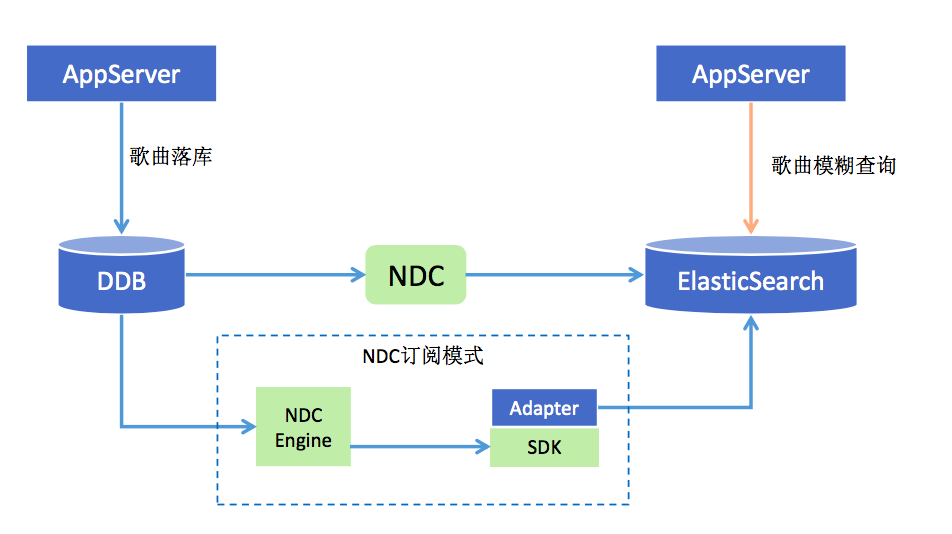 AppServer
AppServer
歌曲落库
歌曲模糊查询
DDB
NDC
ElasticSearch
NDC订阅模式
NDC
Engine
Adapter
SDK